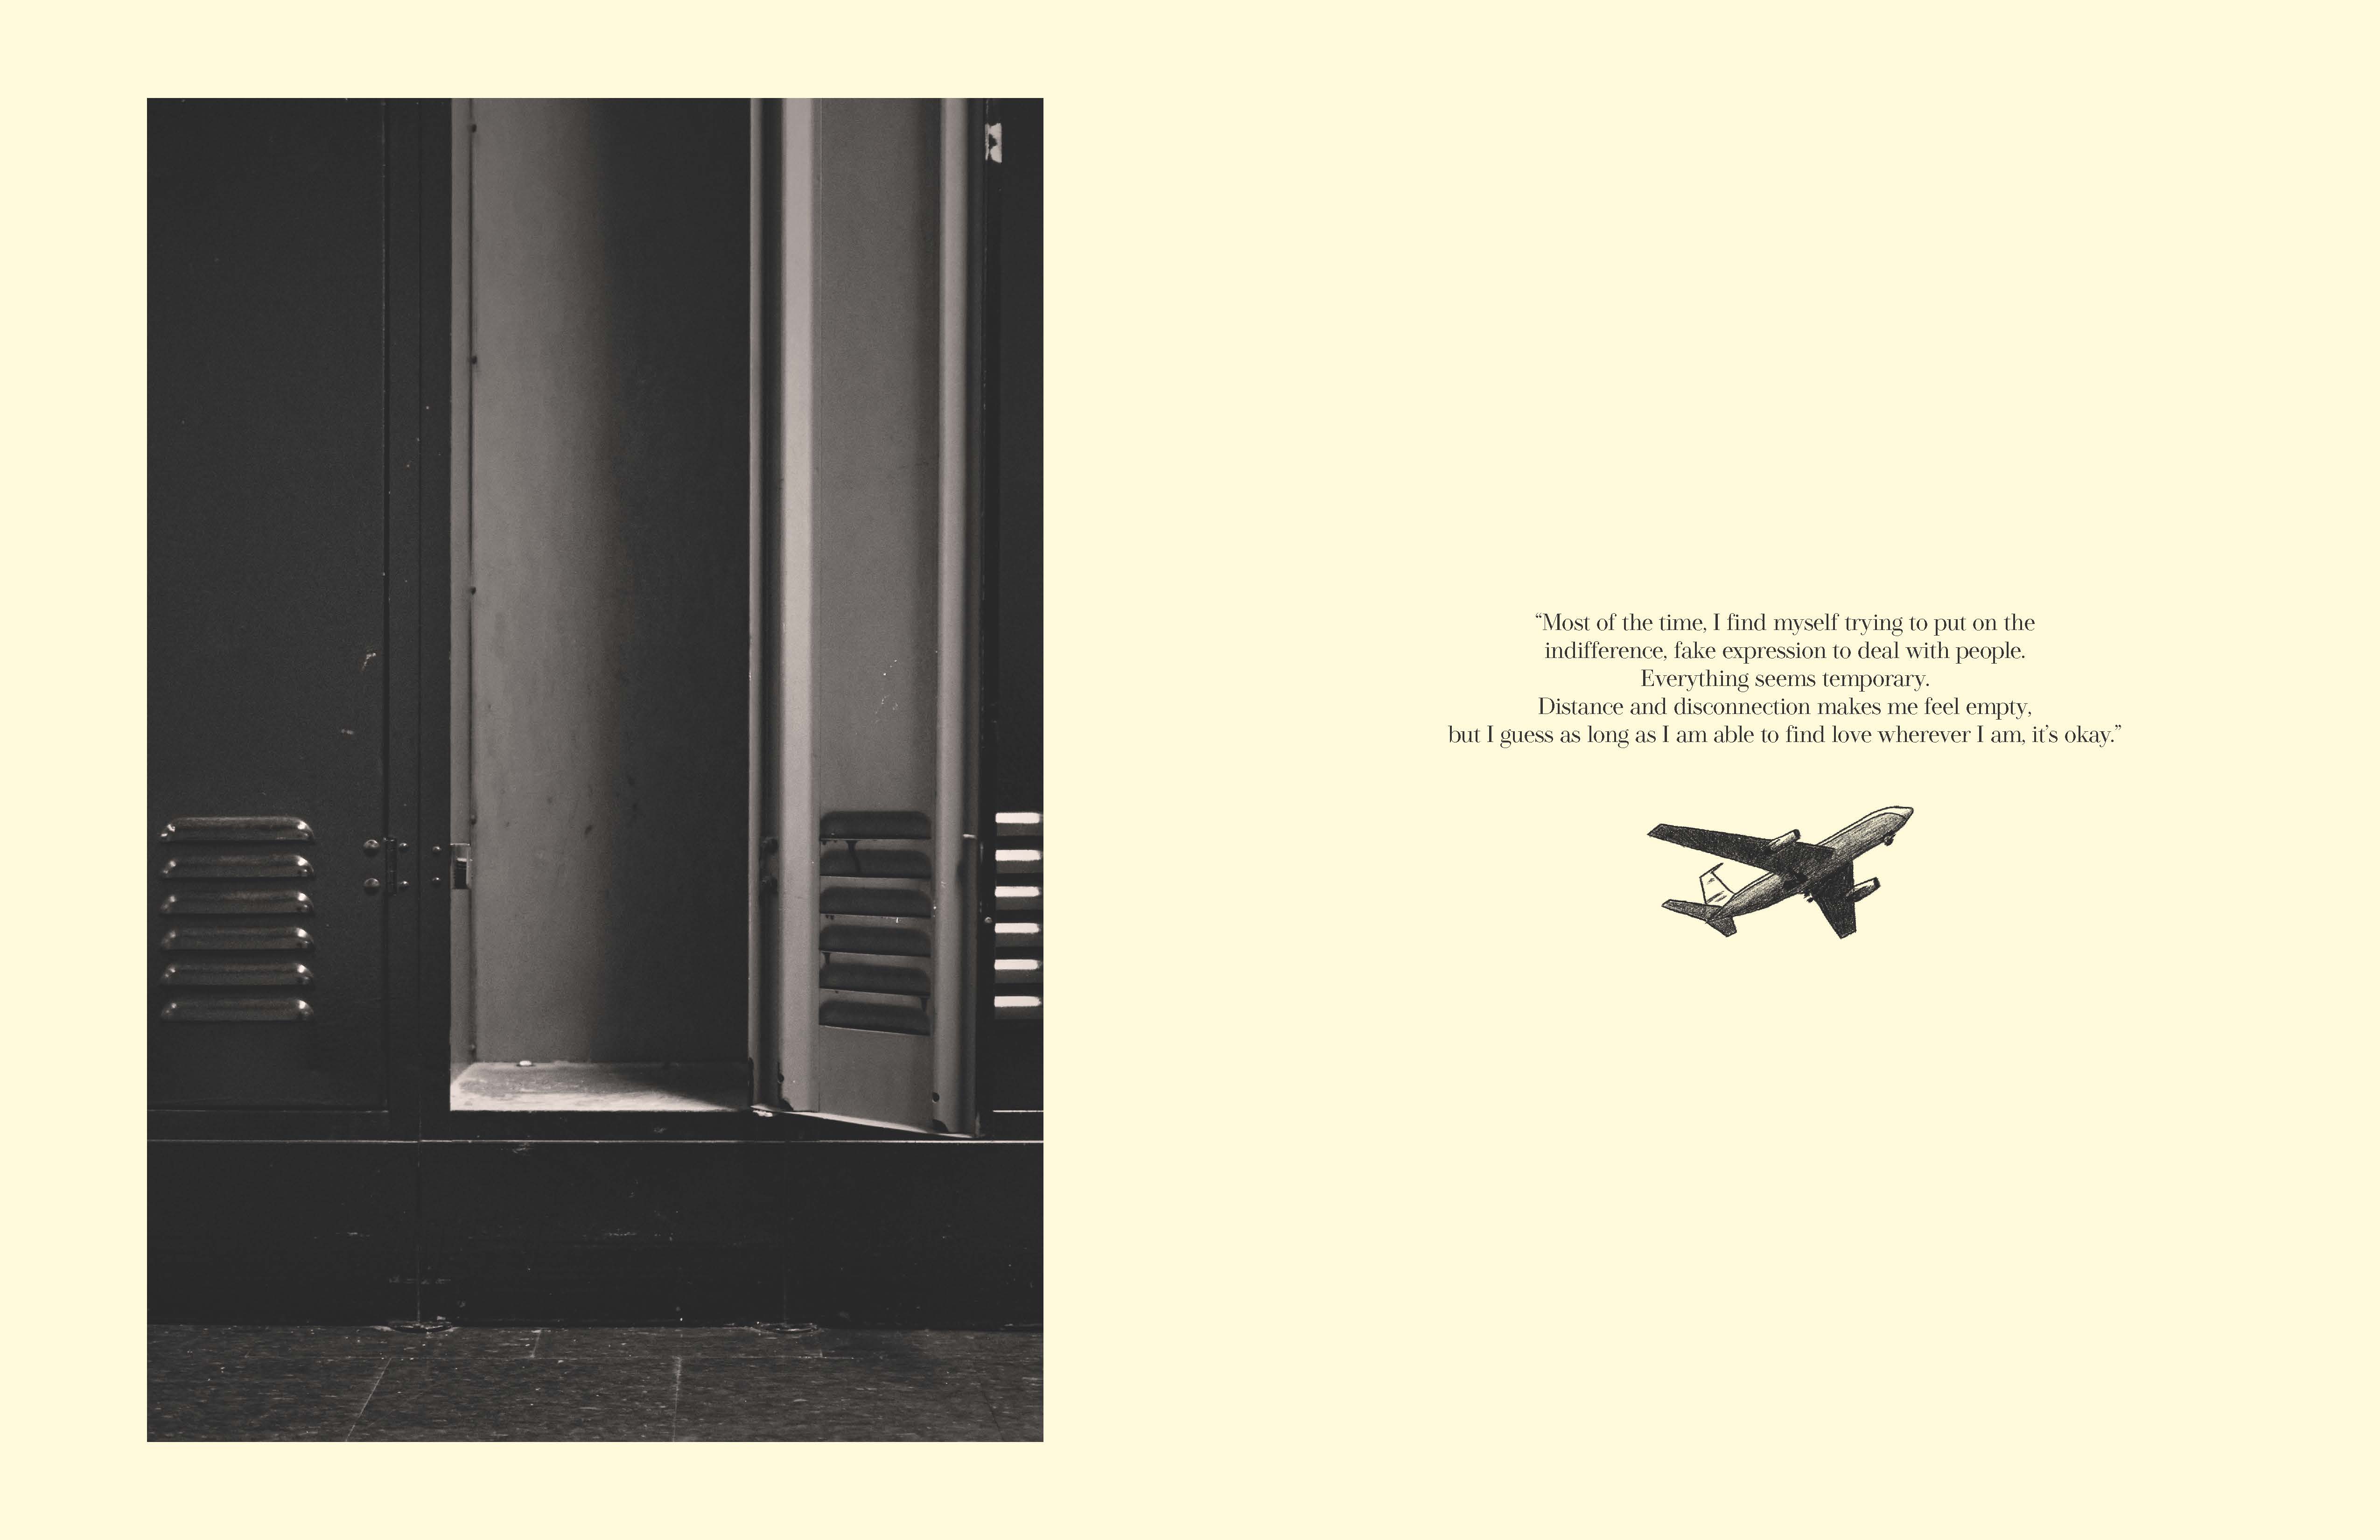 “Most of the time, I find myself trying to put on the
indifference, fake expression to deal with people.
Everything seems temporary.
Distance and disconnection makes me feel empty,
but I guess as long as I am able to find love wherever I am, it’s okay.”